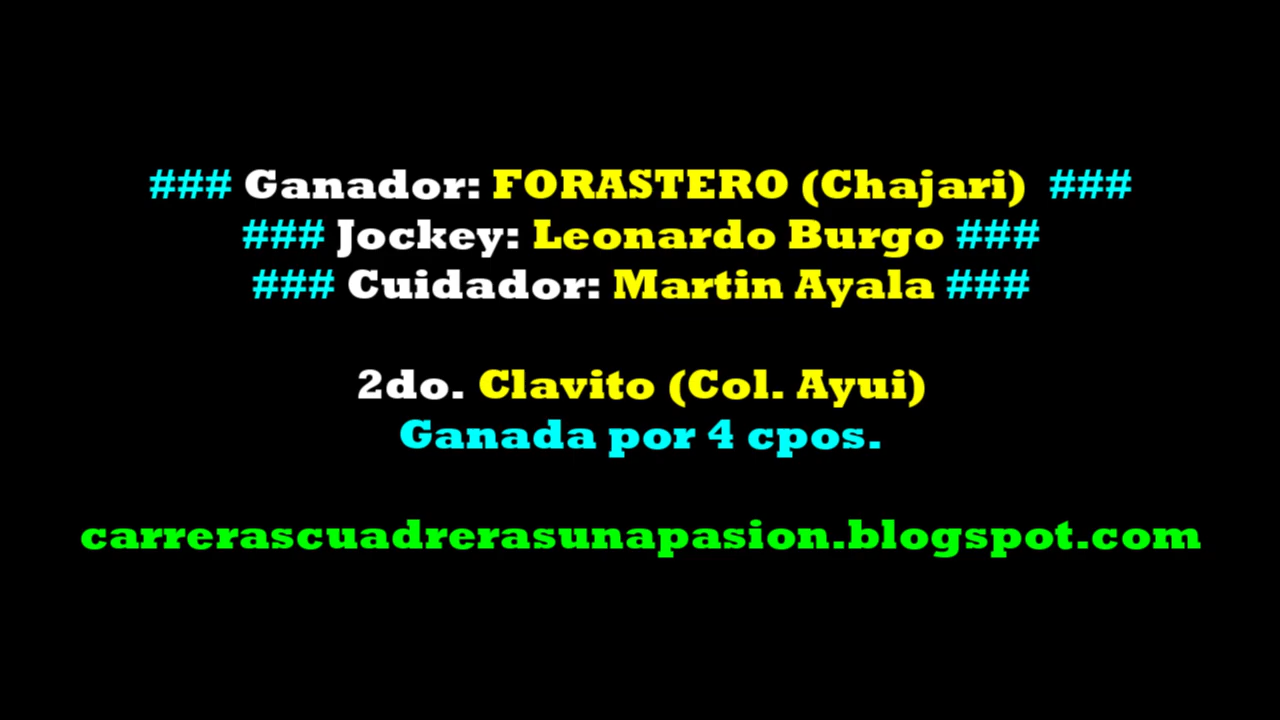 ### Ganador: FORASTERO (Chajari) ###
### Jockey: Leonardo Burgo ###
### Cuidador: Martin Ayala ###
2do. Clavito (Col. Ayui)
Ganada por 4 cpos.
carrerascuadrerasunapasion.blogspot.com